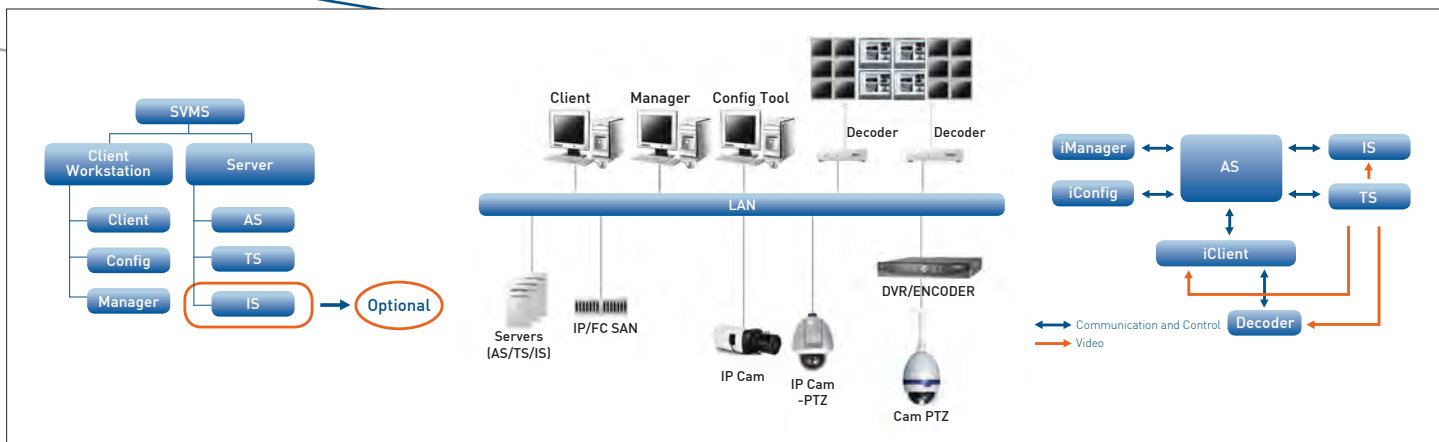 SVMS
Client
Workstation
Server
Client
AS
Config
TS
Manager
IS
Optional
Client
Manager
Config Tool
Decoder
Decoder
LAN
Servers
(AS/TS/IS)
IP/FC SAN
IP Cam
IP Cam
-PTZ
DVR/ENCODER
Cam PTZ
iManager
AS
IS
iConfig
TS
iClient
Communication and Control
Decoder
Video